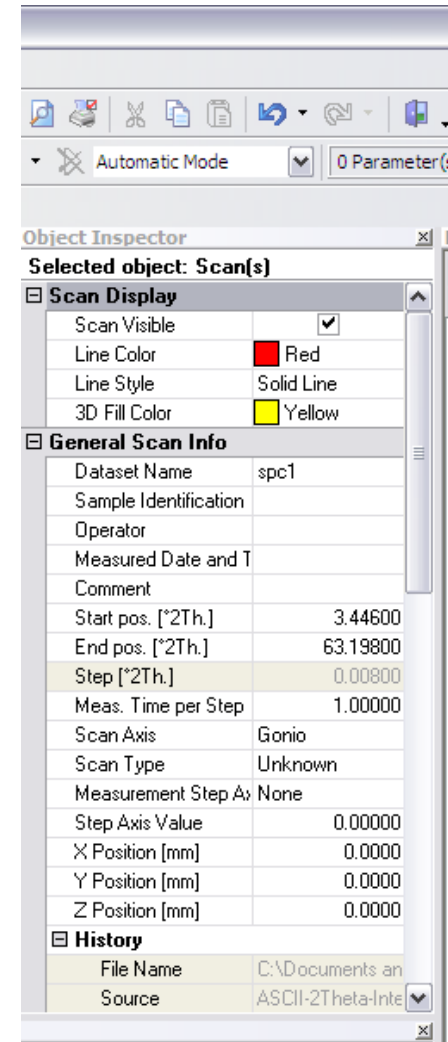 Automatic Mode 0 Parameter(
Object Inspector
Selected object: Scan(s)
Scan Display
Scan Visible
Line Color Red
Line Style Solid Line
3D Fill Color Yellow
General Scan Info
Dataset Name spc1
Sample Identification
Operator
Measured Date and T
Comment
Start pos. [°2Th.] 3.44600
End pos. [°2Th.] 63.19800
Step [°2Th.] 0.00800
Meas. Time per Step 1.00000
Scan Axis Gonio
Scan Type Unknown
Measurement Step A None
Step Axis Value 0.00000
X Position [mm] 0.0000
Y Position [mm] 0.0000
Z Position [mm] 0.0000
History
File Name C:\Documents an
Source ASCII-2Theta-Inte